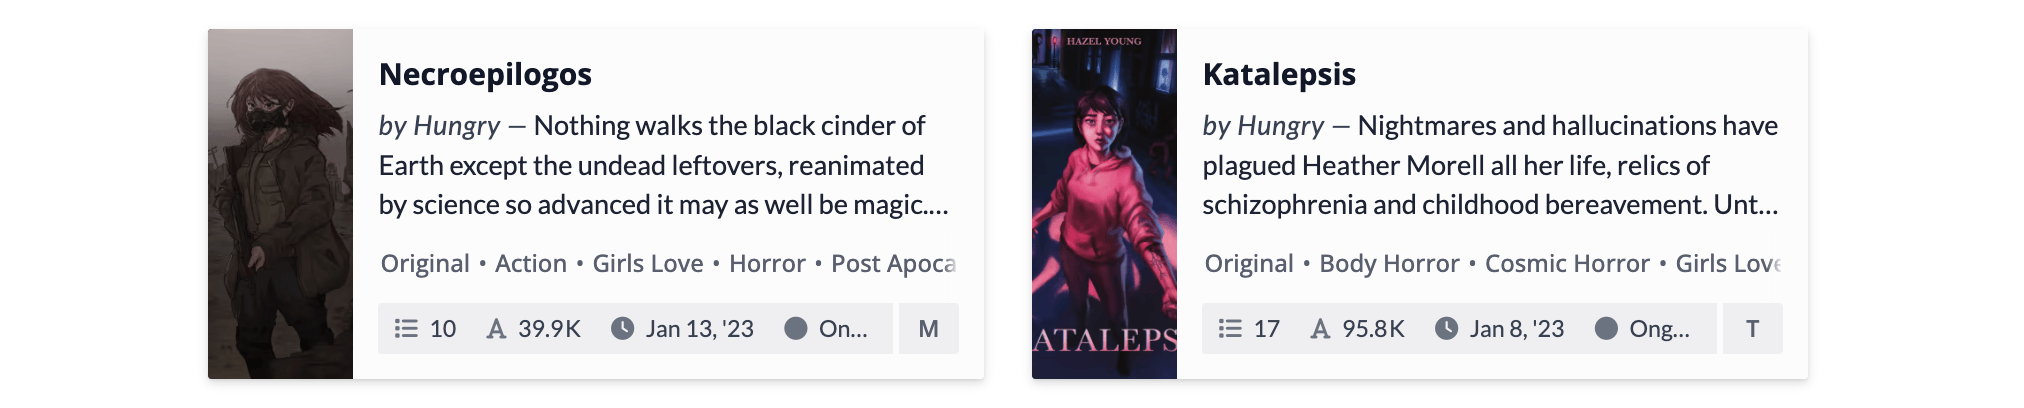 Necroepilogos
by Hungry — Nothing walks the black cinder of
Earth except the undead leftovers, reanimated
by science so advanced it may as well be magic....
Original • Action • Girls Love • Horror • Post Apoca
10 39.9K Jan 13, '23 On... M
HAZEL YOUNG
ATALEPS
Katalepsis
by Hungry — Nightmares and hallucinations have
plagued Heather Morell all her life, relics of
schizophrenia and childhood bereavement. Unt...
Original • Body Horror • Cosmic Horror • Girls Love
17 95.8K Jan 8, '23 Ong... T